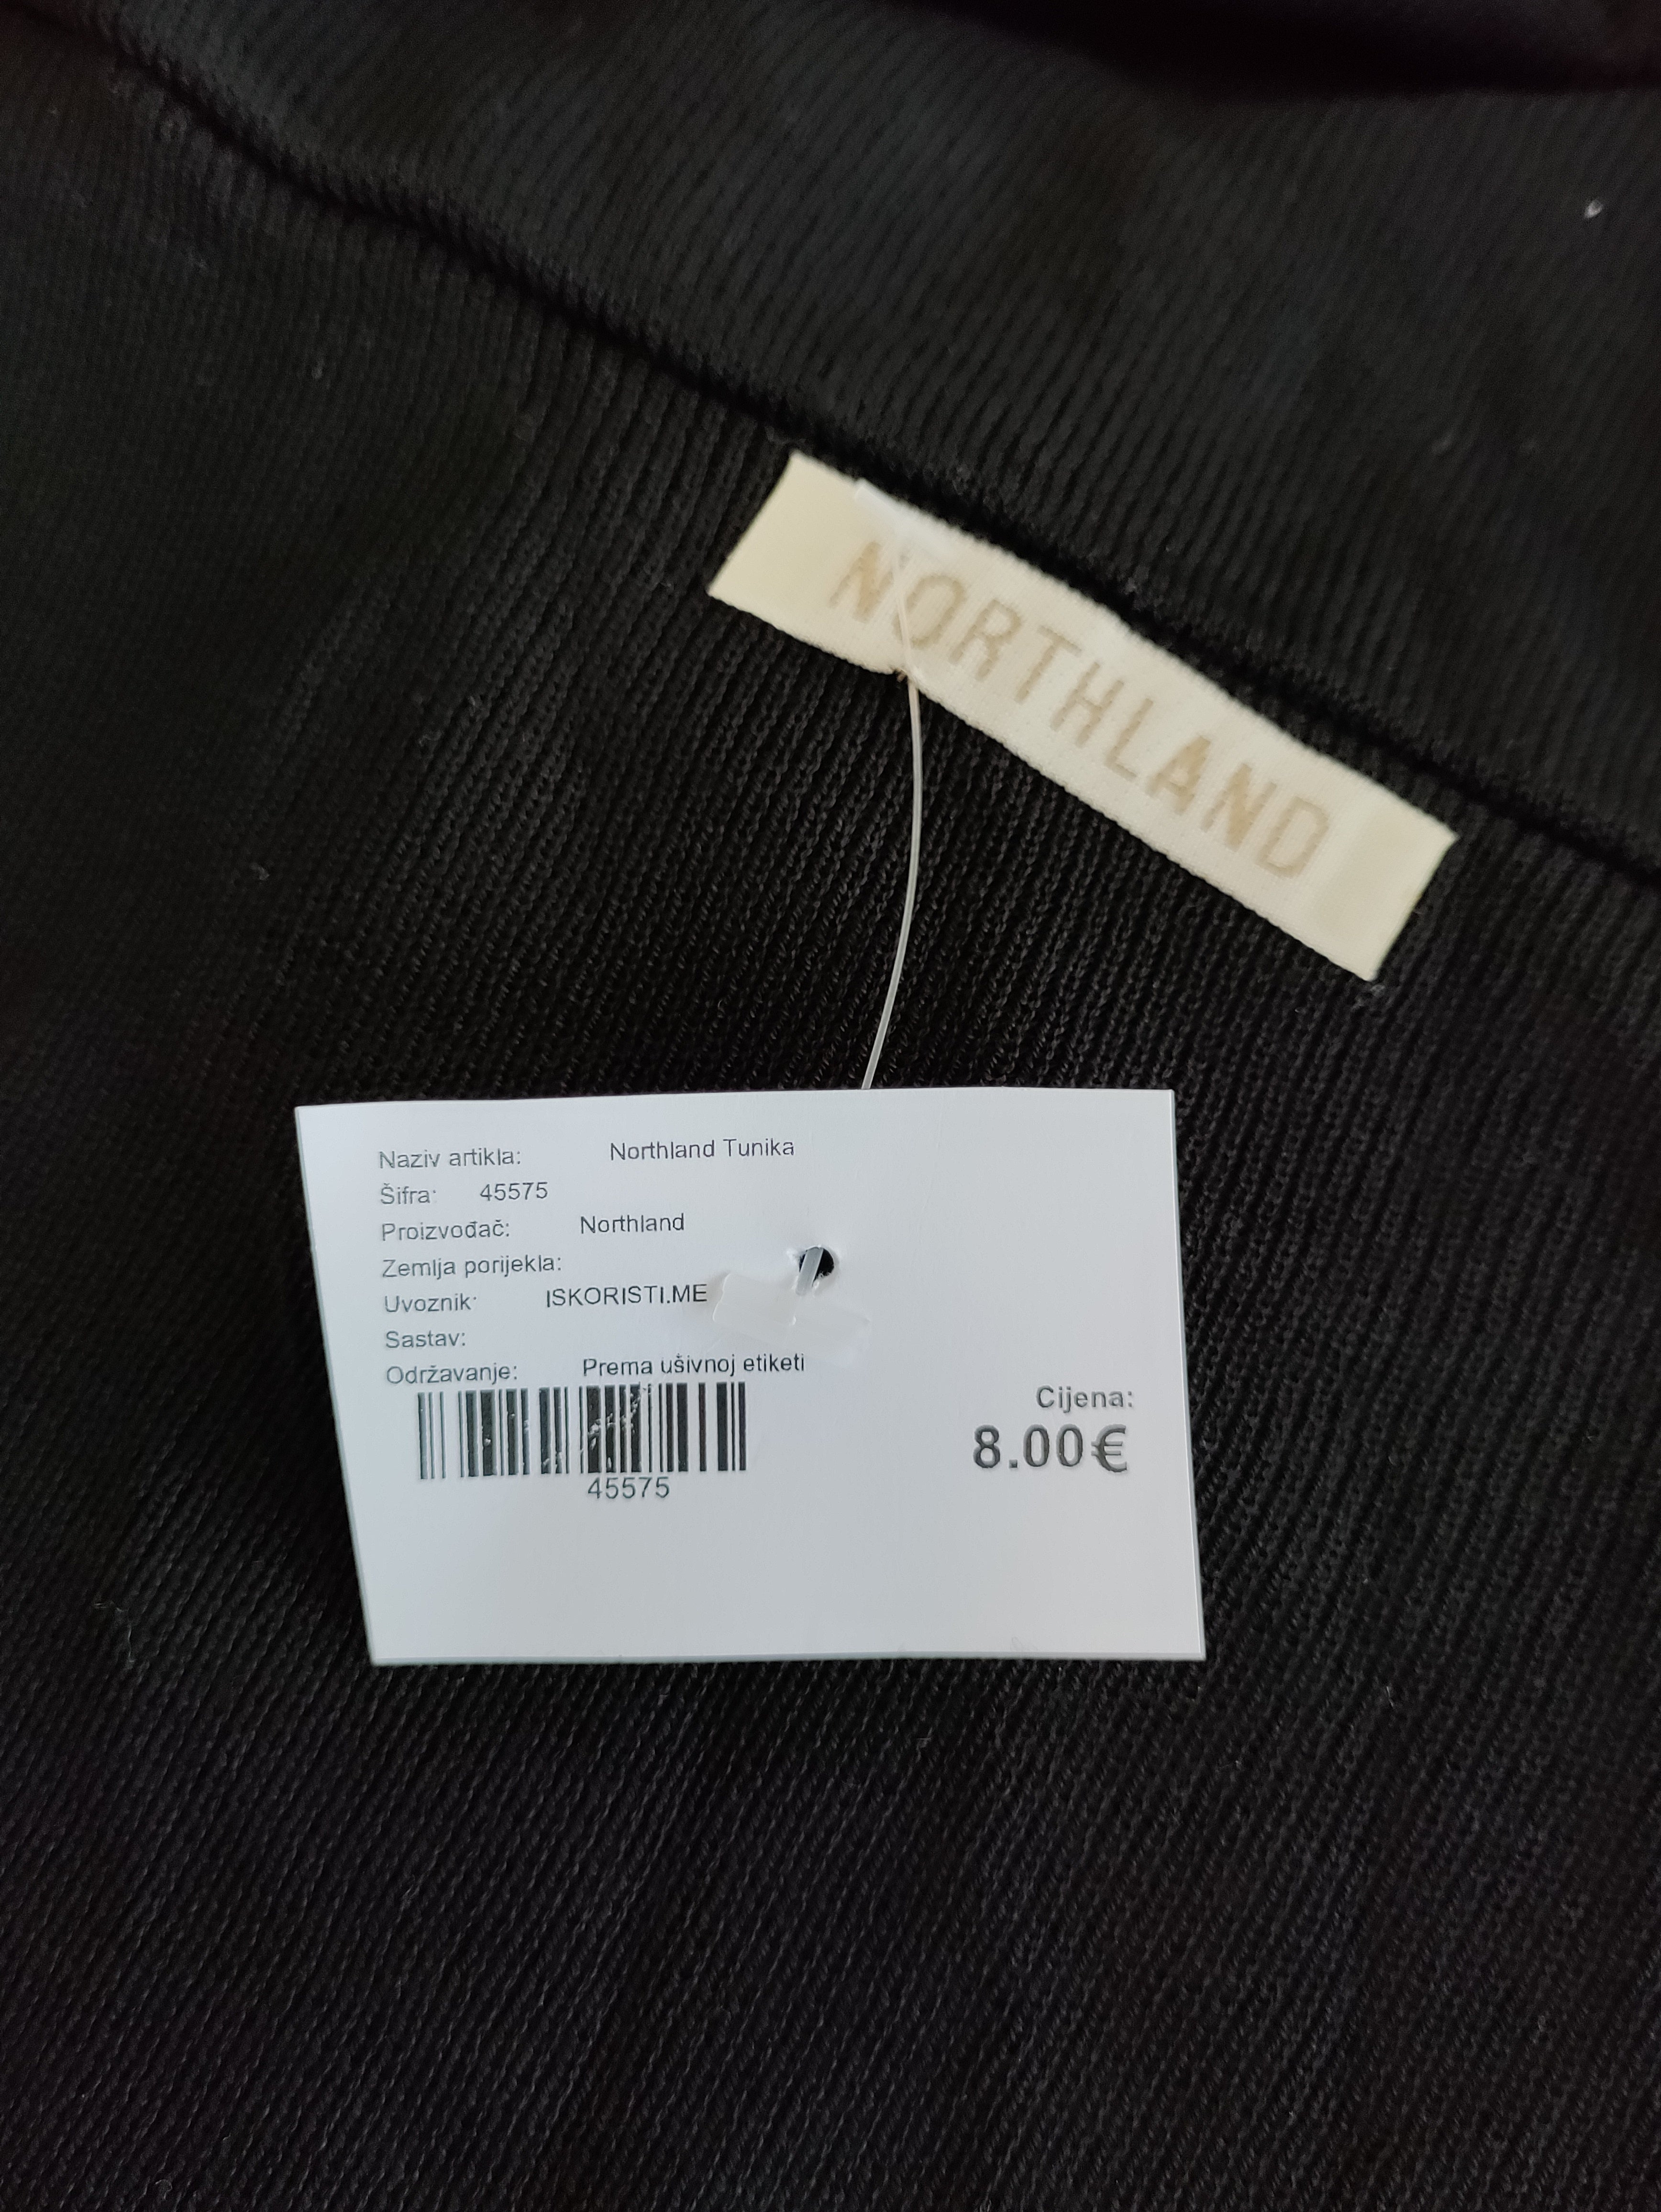 NORTHLAND
Naziv artikla: Northland Tunika
Šifra: 45575
Proizvođač: Northland
Zemlja porijekla:
Uvoznik: ISKORISTI.ME
Sastav:
Održavanje: Prema ušivnoj etiketi
45575
Cijena:
8.00€